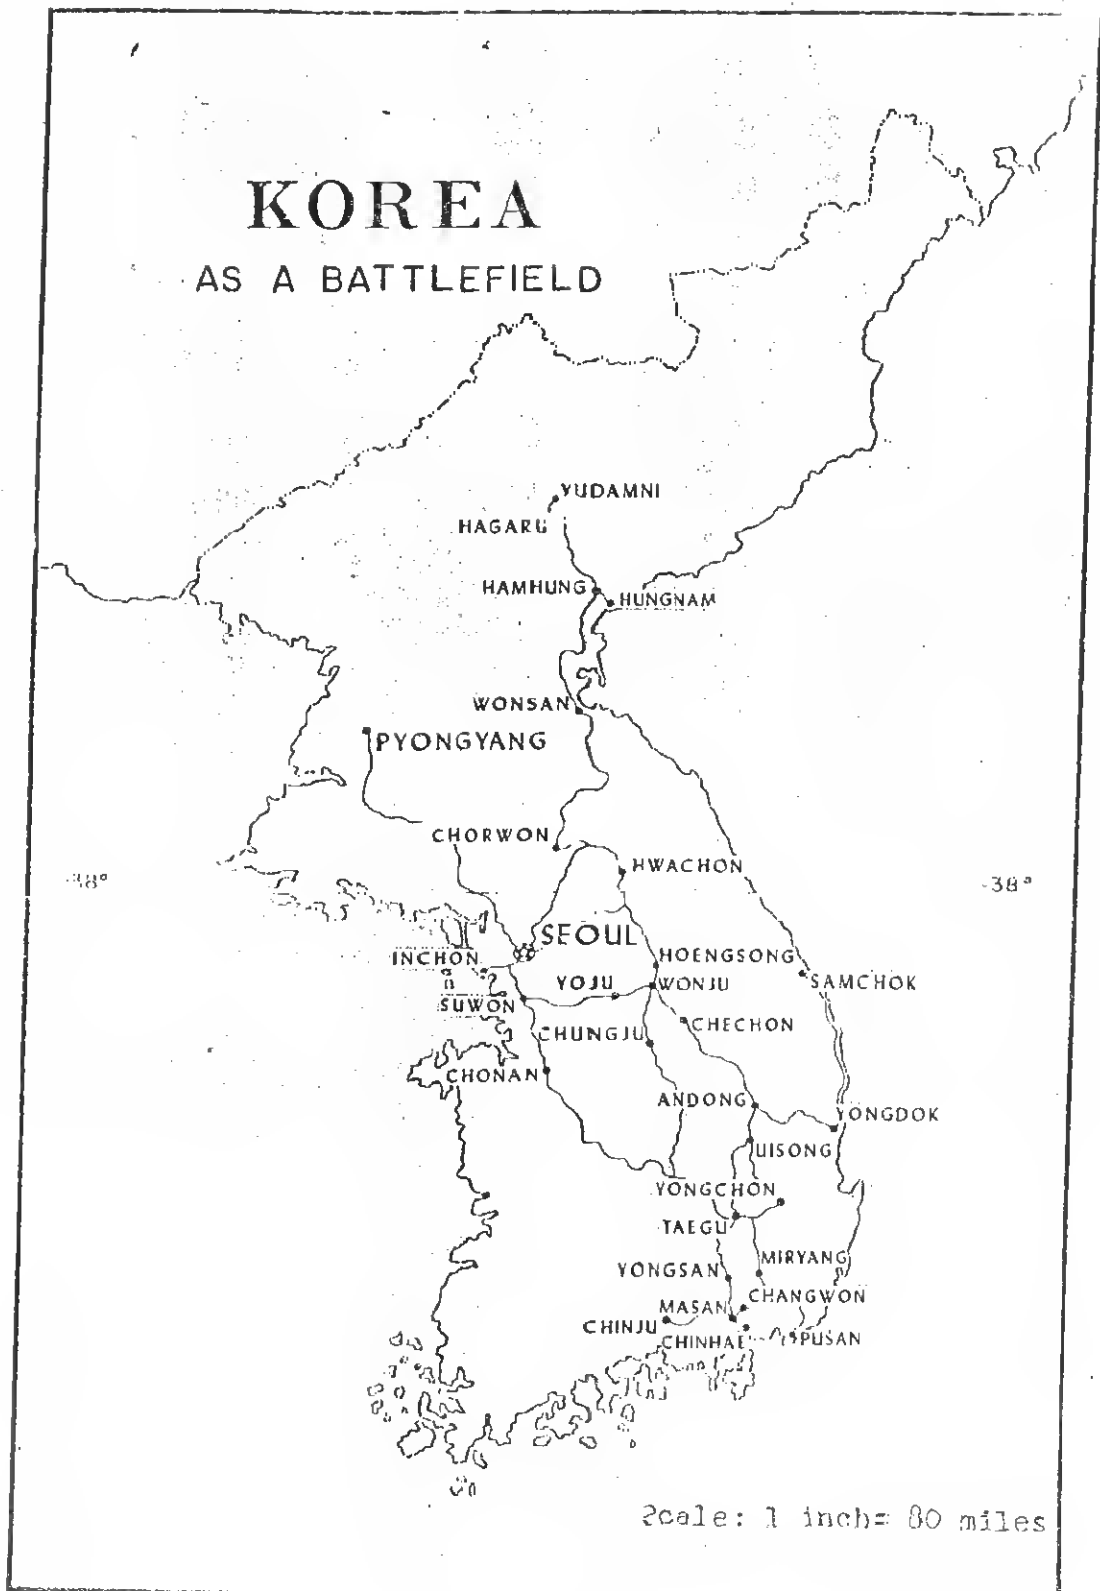 KOREA
AS A BATTLEFIELD
YUDAMNI
HAGARU
HAMHUNG
HUNGNAM
WONSAN
PYONGYANG
CHORWON
HWACHON
38°
38°
SEOUL
INCHON
HOENGSONG
YOJU
WONJU
SAMCHOK
SUWON
CHECHON
CHUNGJU
CHONAN
ANDONG
YONGDOK
UISONG
YONGCHON
TAEGU
MIRYANG
YONGSAN
CHANGWON
MASAN
CHINJU
CHINHAE
PUSAN
Scale: 1 inch= 80 miles